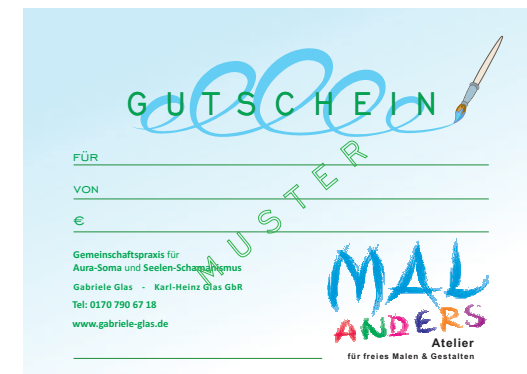 GUTSCHEIN
FÜR
VON
€
MUSTER
Gemeinschaftspraxis für
Aura-Soma und Seelen-Schamanismus
Gabriele Glas - Karl-Heinz Glas GbR
Tel: 0170 790 67 18
www.gabriele-glas.de
MAL
ANDERS
Atelier
für freies Malen & Gestalten